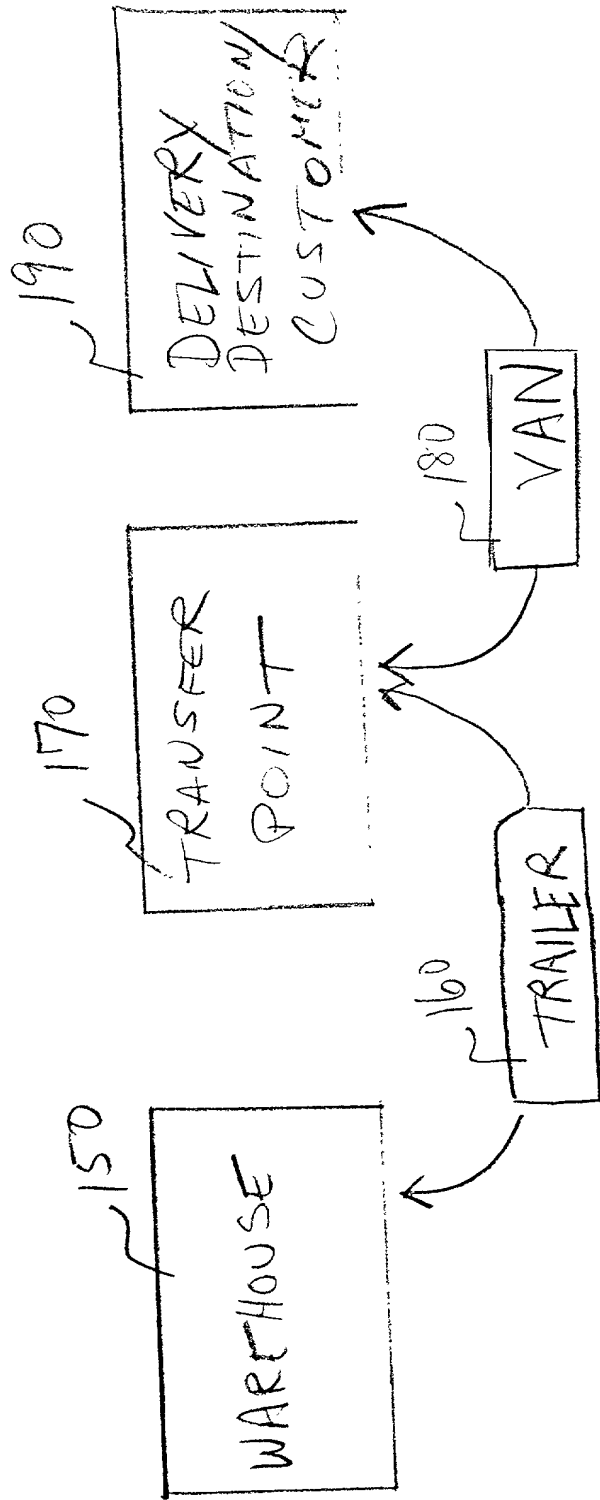 150
WAREHOUSE
170
TRANSFER
POINT
190
DELIVERY
DESTINATION/
CUSTOMER
160
TRAILER
180
VAN